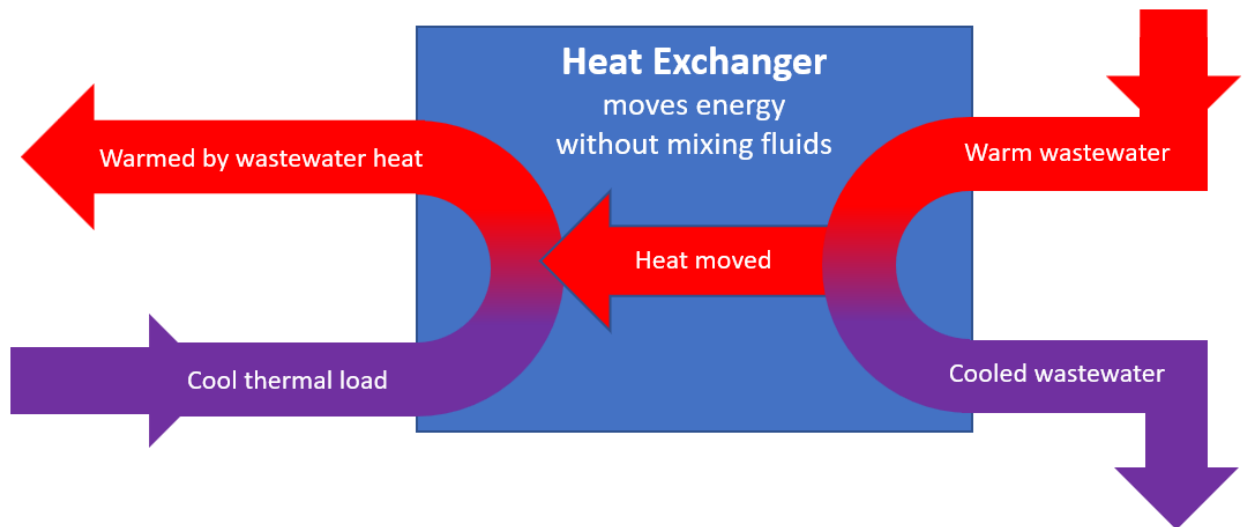 Heat Exchanger
moves energy
without mixing fluids
Warmed by wastewater heat
Warm wastewater
Heat moved
Cool thermal load
Cooled wastewater